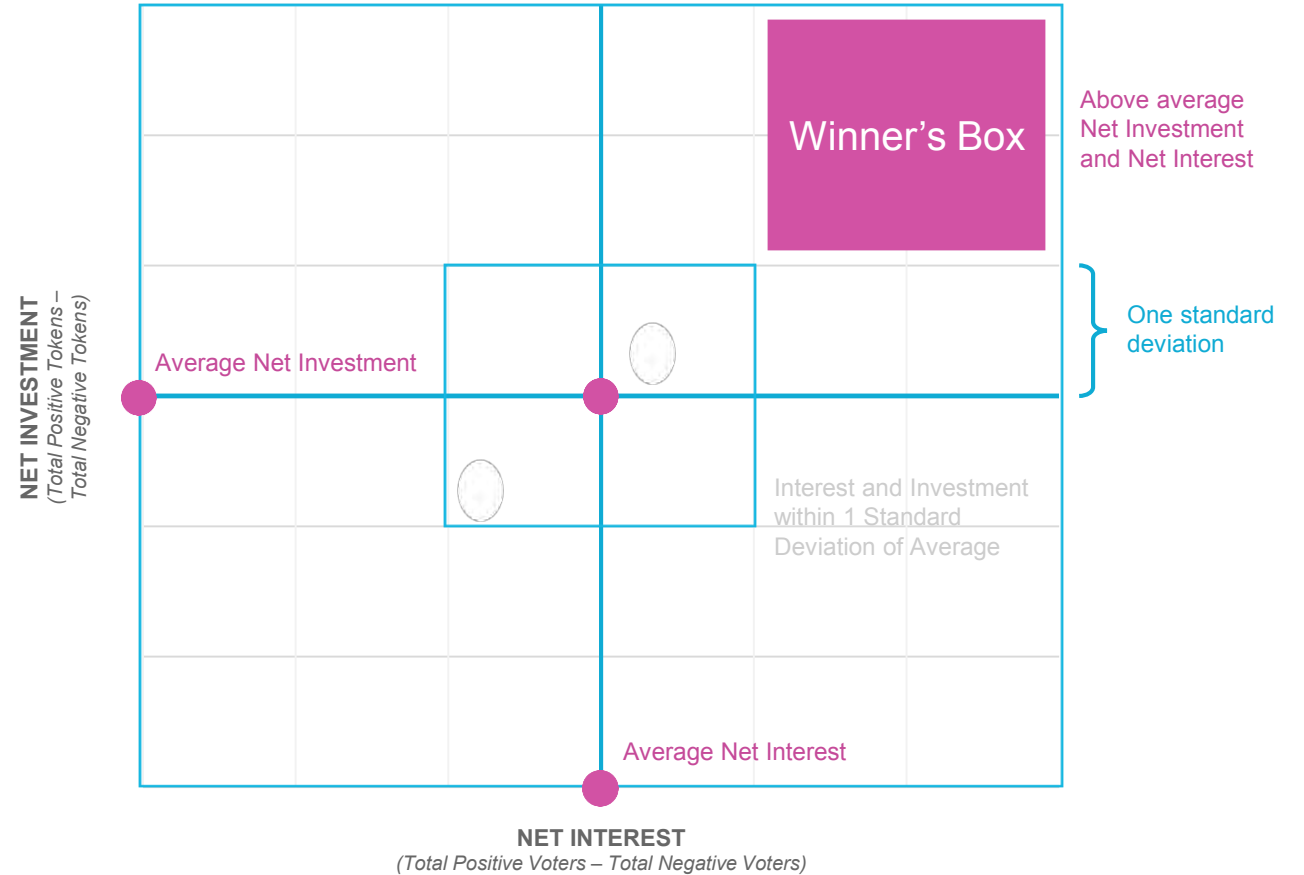 Winner’s Box
Above average
Net Investment
and Net Interest
One standard
deviation
NET INVESTMENT
(Total Positive Tokens –
Total Negative Tokens)
Average Net Investment
Interest and Investment
within 1 Standard
Deviation of Average
Average Net Interest
NET INTEREST
(Total Positive Voters – Total Negative Voters)